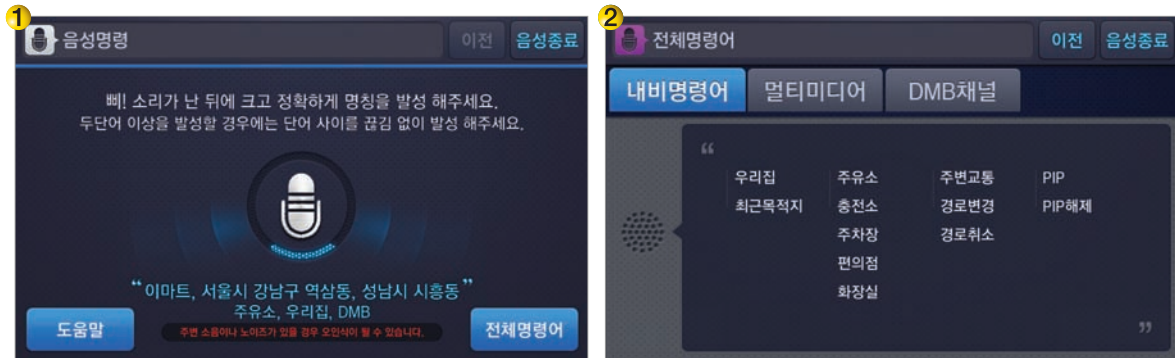 1
음성명령
이전
음성종료
삐! 소리가 난 뒤에 크고 정확하게 명칭을 발성 해주세요.
두단어 이상을 발성할 경우에는 단어 사이를 끊김 없이 발성 해주세요.
“이마트, 서울시 강남구 역삼동, 성남시 시흥동”
주유소, 우리집, DMB
주변 소음이나 노이즈가 있을 경우 오인식이 될 수 있습니다.
도움말
전체명령어
2
전체명령어
이전
음성종료
내비명령어
멀티미디어
DMB채널
“
우리집 주유소 주변교통 PIP
최근목적지 충전소 경로변경 PIP해제
주차장 경로취소
편의점
화장실
”